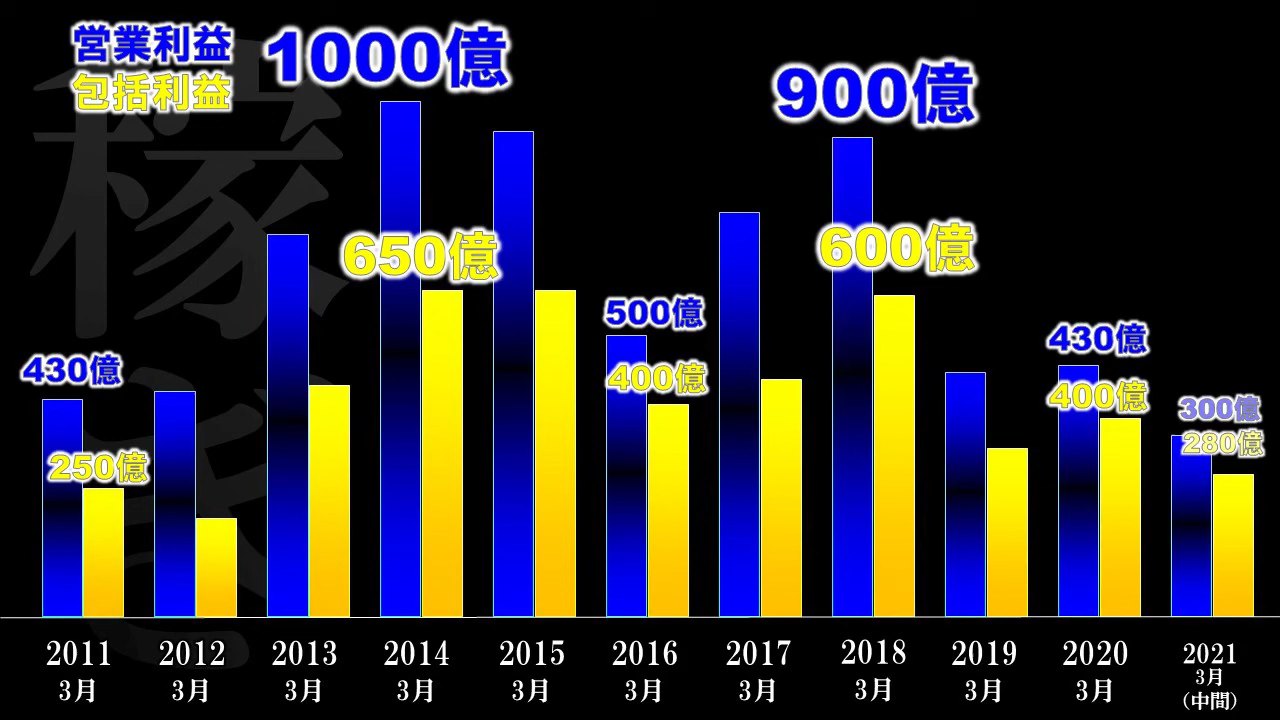 営業利益
包括利益
1000億
900億
650億
600億
500億
400億
430億
250億
430億
400億
300億
280億
2011
3月
2012
3月
2013
3月
2014
3月
2015
3月
2016
3月
2017
3月
2018
3月
2019
3月
2020
3月
2021
3月
(中間)
稼ぎ